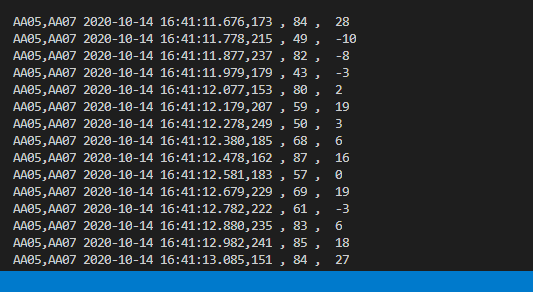 AA05,AA07 2020-10-14 16:41:11.676,173 , 84 ,  28
AA05,AA07 2020-10-14 16:41:11.778,215 , 49 ,  -10
AA05,AA07 2020-10-14 16:41:11.877,237 , 82 ,  -8
AA05,AA07 2020-10-14 16:41:11.979,179 , 43 ,  -3
AA05,AA07 2020-10-14 16:41:12.077,153 , 80 ,  2
AA05,AA07 2020-10-14 16:41:12.179,207 , 59 ,  19
AA05,AA07 2020-10-14 16:41:12.278,249 , 50 ,  3
AA05,AA07 2020-10-14 16:41:12.380,185 , 68 ,  6
AA05,AA07 2020-10-14 16:41:12.478,162 , 87 ,  16
AA05,AA07 2020-10-14 16:41:12.581,183 , 57 ,  0
AA05,AA07 2020-10-14 16:41:12.679,229 , 69 ,  19
AA05,AA07 2020-10-14 16:41:12.782,222 , 61 ,  -3
AA05,AA07 2020-10-14 16:41:12.880,235 , 83 ,  6
AA05,AA07 2020-10-14 16:41:12.982,241 , 85 ,  18
AA05,AA07 2020-10-14 16:41:13.085,151 , 84 ,  27